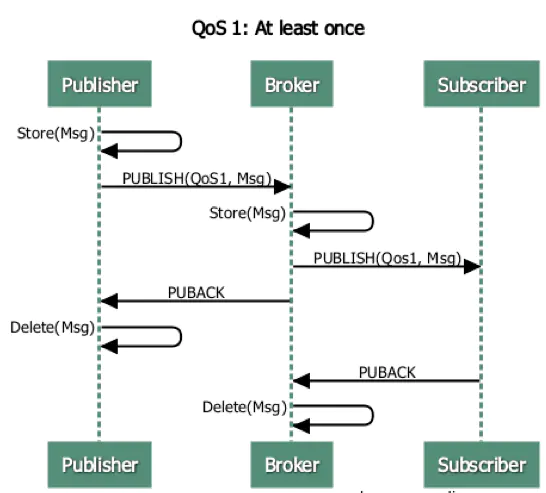 QoS 1: At least once
Publisher Broker Subscriber
Store(Msg)
PUBLISH(QoS1, Msg)
Store(Msg)
PUBLISH(Qos1, Msg)
PUBACK
Delete(Msg)
PUBACK
Delete(Msg)
Publisher Broker Subscriber